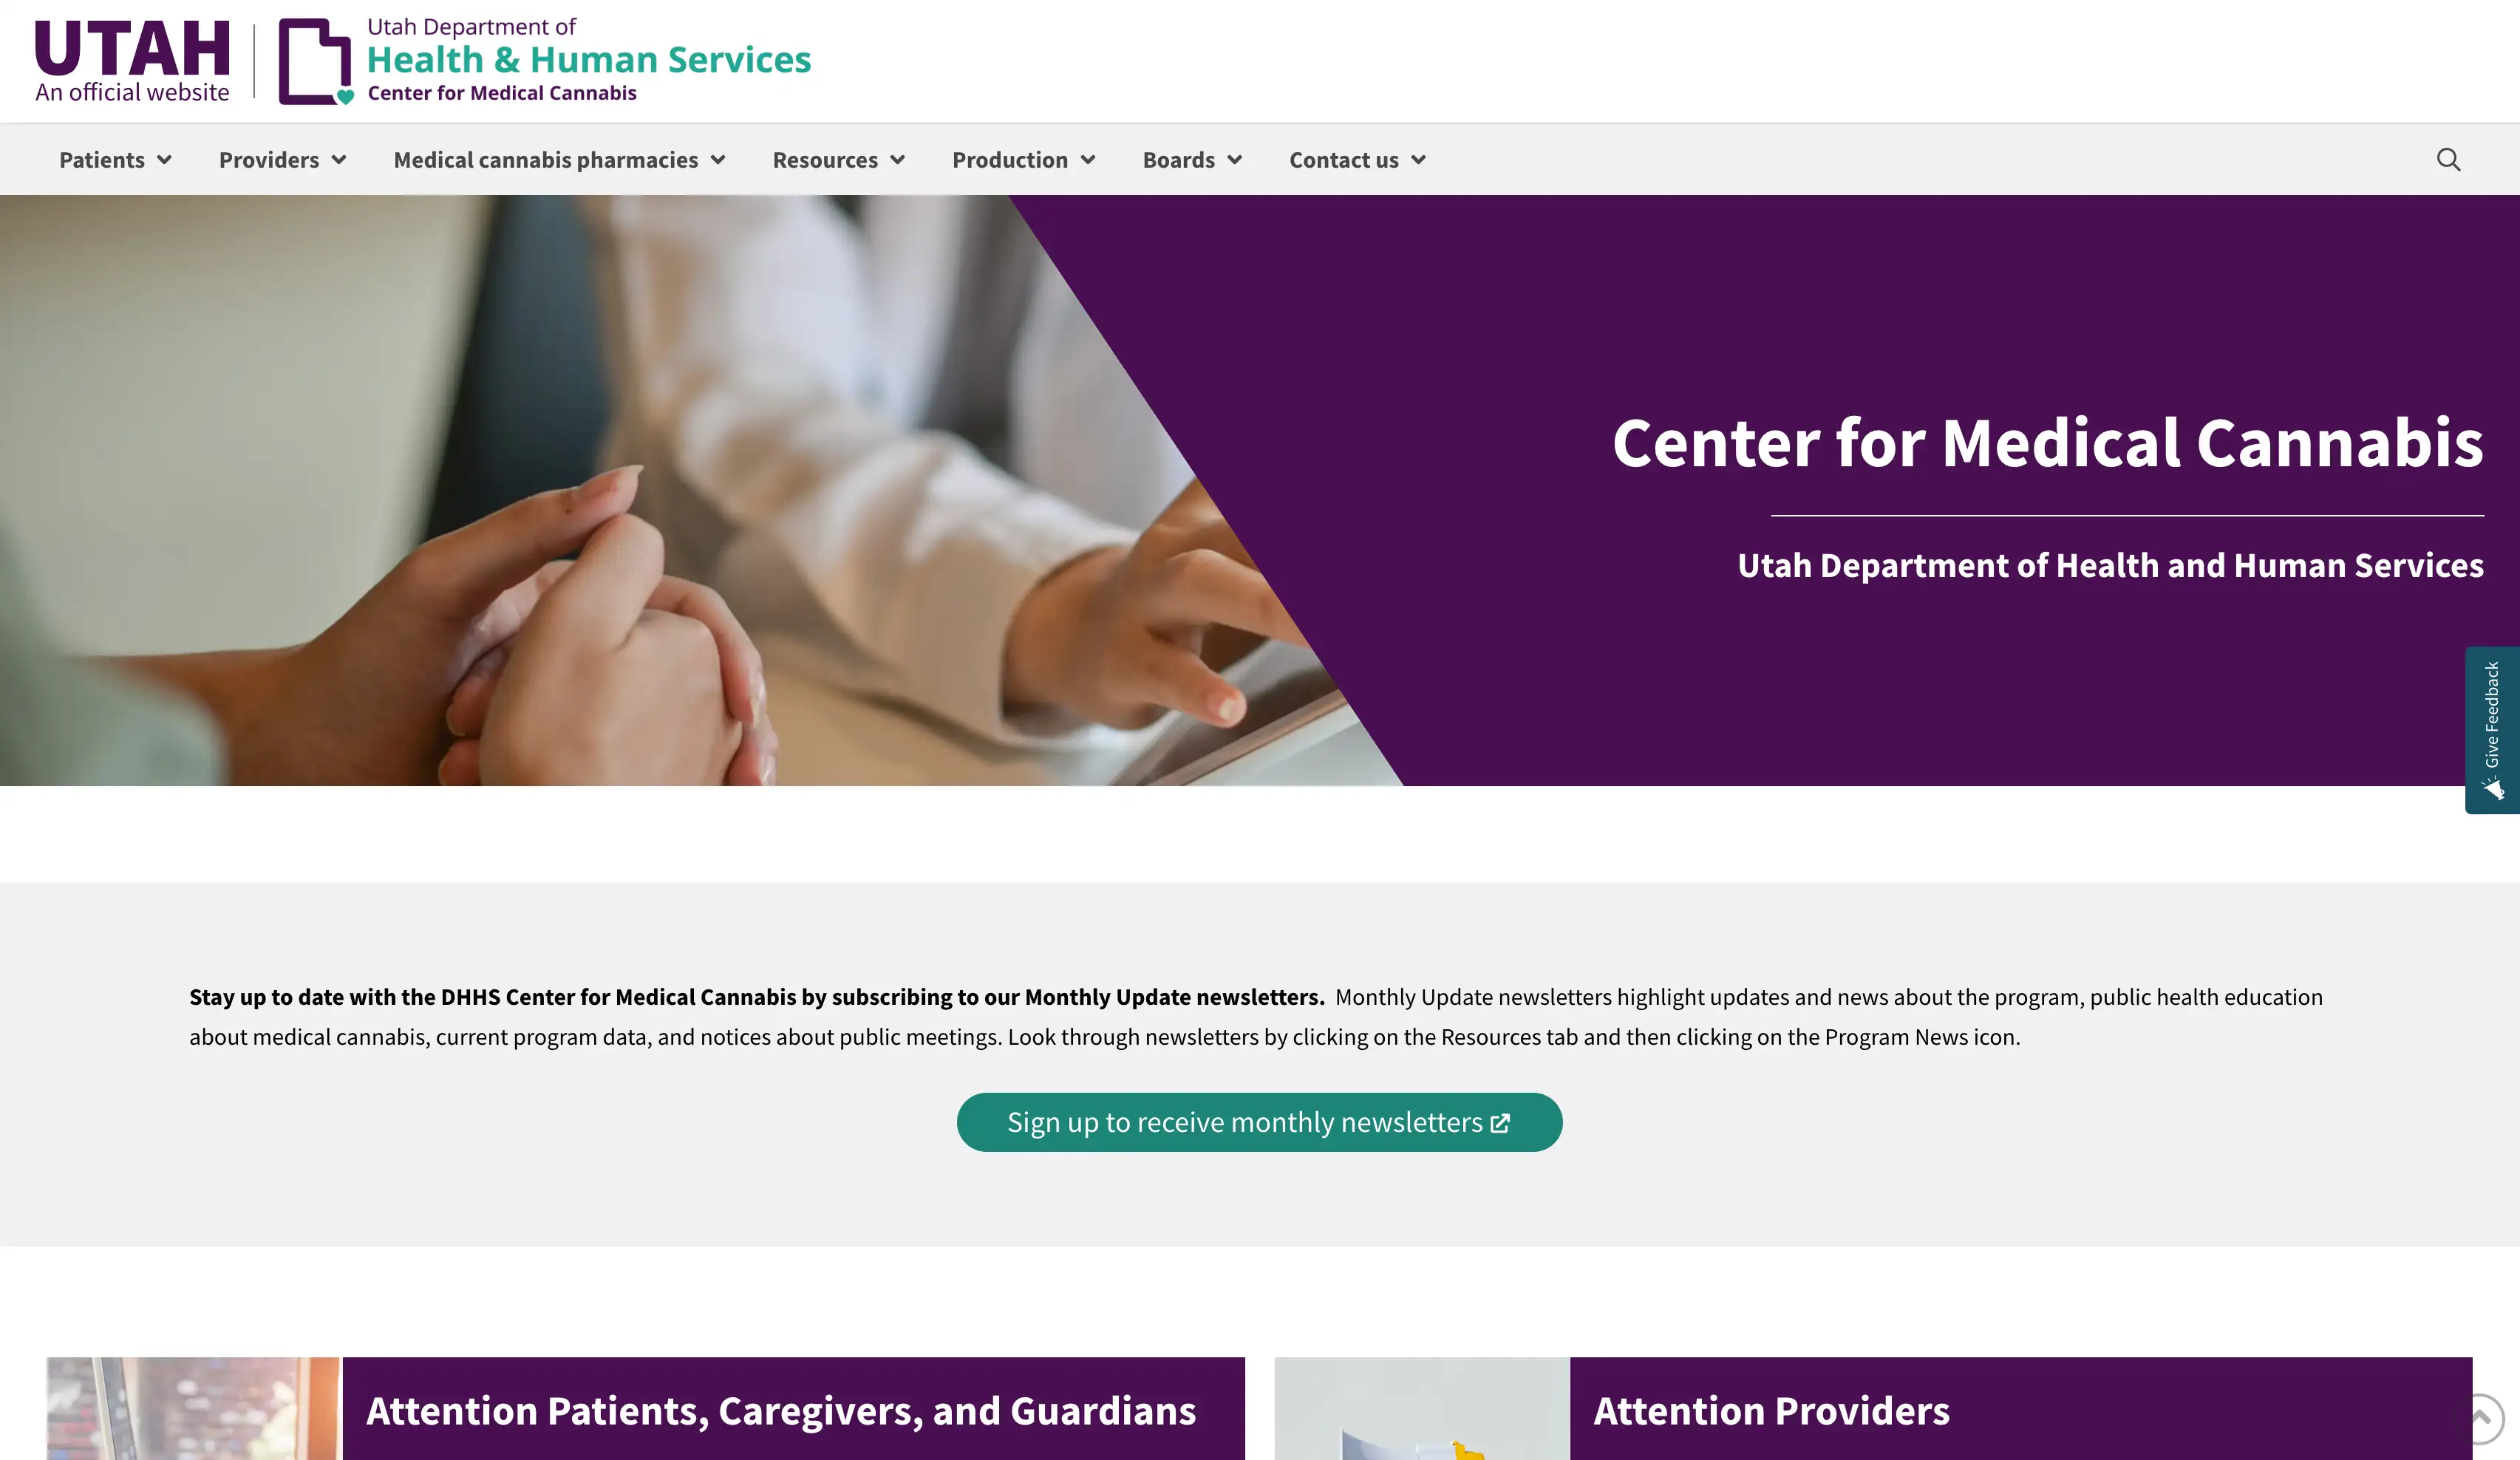 UTAH
An official website
Utah Department of
Health & Human Services
Center for Medical Cannabis
Patients
Providers
Medical cannabis pharmacies
Resources
Production
Boards
Contact us
Center for Medical Cannabis
Utah Department of Health and Human Services
Give Feedback
Stay up to date with the DHHS Center for Medical Cannabis by subscribing to our Monthly Update newsletters. Monthly Update newsletters highlight updates and news about the program, public health education
about medical cannabis, current program data, and notices about public meetings. Look through newsletters by clicking on the Resources tab and then clicking on the Program News icon.
Sign up to receive monthly newsletters
Attention Patients, Caregivers, and Guardians
Attention Providers